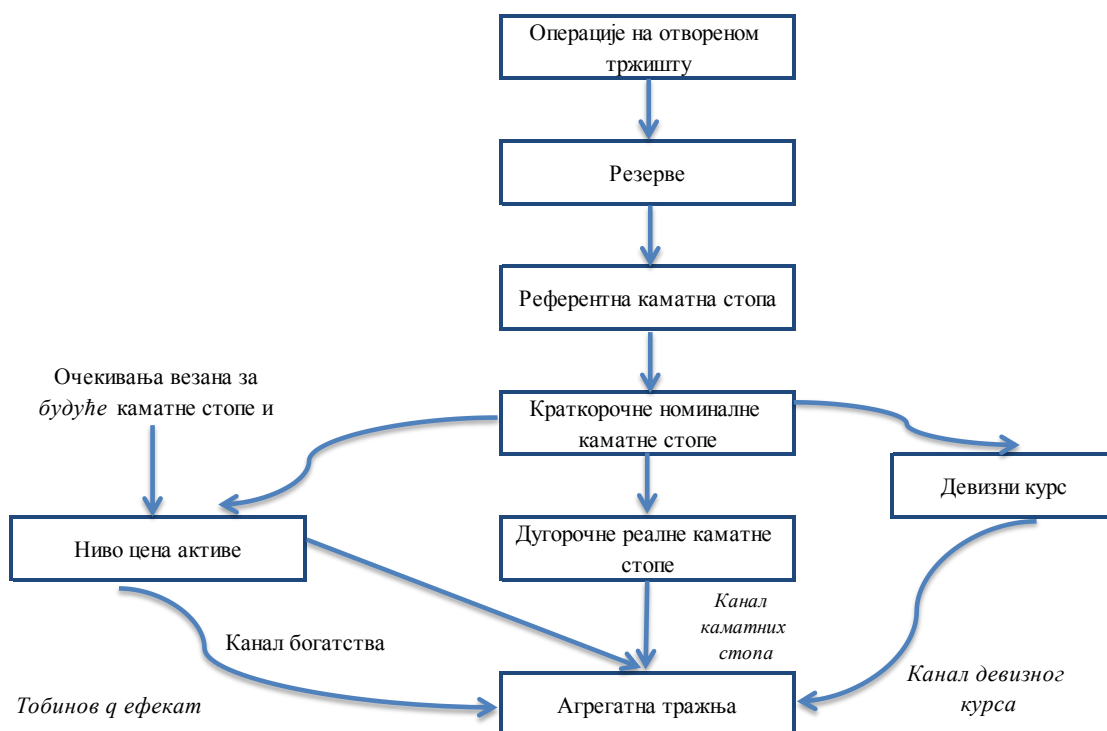 Операције на отвореном
тржишту
Резерве
Референтна каматна стопа
Очекивања везана за
будуће каматне стопе и
Краткорочне номиналне
каматне стопе
Девизни курс
Ниво цена активе
Дугорочне реалне каматне
стопе
Канал
каматних
стопа
Канал богатства
Тобинов q ефекат
Агрегатна тражња
Канал девизног
курса